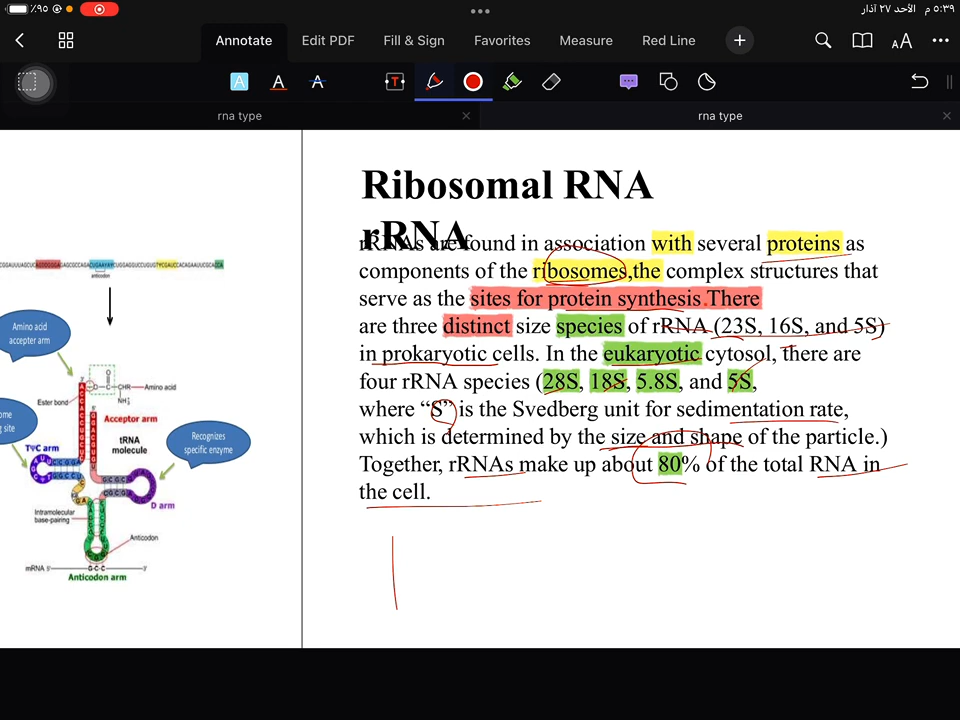 ٪٩٥
٥:٣٩ م الأحد ٢٧ آذار
Annotate Edit PDF Fill & Sign Favorites Measure Red Line
rna type
rna type
Ribosomal RNA
rRNA
rRNAs are found in association with several proteins as
components of the ribosomes,the complex structures that
serve as the sites for protein synthesis.There
are three distinct size species of rRNA (23S, 16S, and 5S)
in prokaryotic cells. In the eukaryotic cytosol, there are
four rRNA species (28S, 18S, 5.8S, and 5S,
where “S” is the Svedberg unit for sedimentation rate,
which is determined by the size and shape of the particle.)
Together, rRNAs make up about 80% of the total RNA in
the cell.
anticodon
Amino acid
accepter arm
Amino acid
Ester bond
Acceptor arm
tRNA
molecule
Recognizes
specific enzyme
TΨC arm
D arm
Intramolecular
base-pairing
Anticodon
mRNA
Anticodon arm